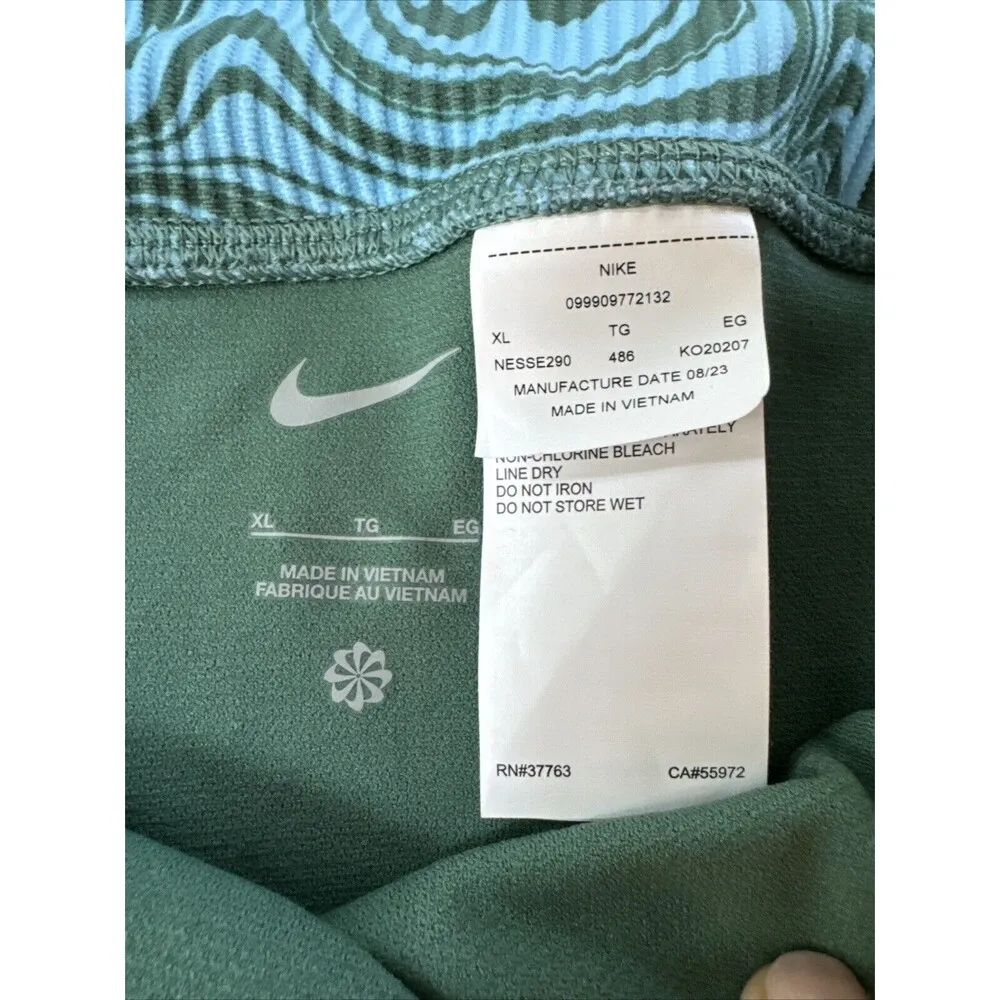 NIKE
099909772132
XL TG EG
NESSE290 486 KO20207
MANUFACTURE DATE 08/23
MADE IN VIETNAM
NON-CHLORINE BLEACH
LINE DRY
DO NOT IRON
DO NOT STORE WET
RN#37763 CA#55972
XL TG EG
MADE IN VIETNAM
FABRIQUE AU VIETNAM